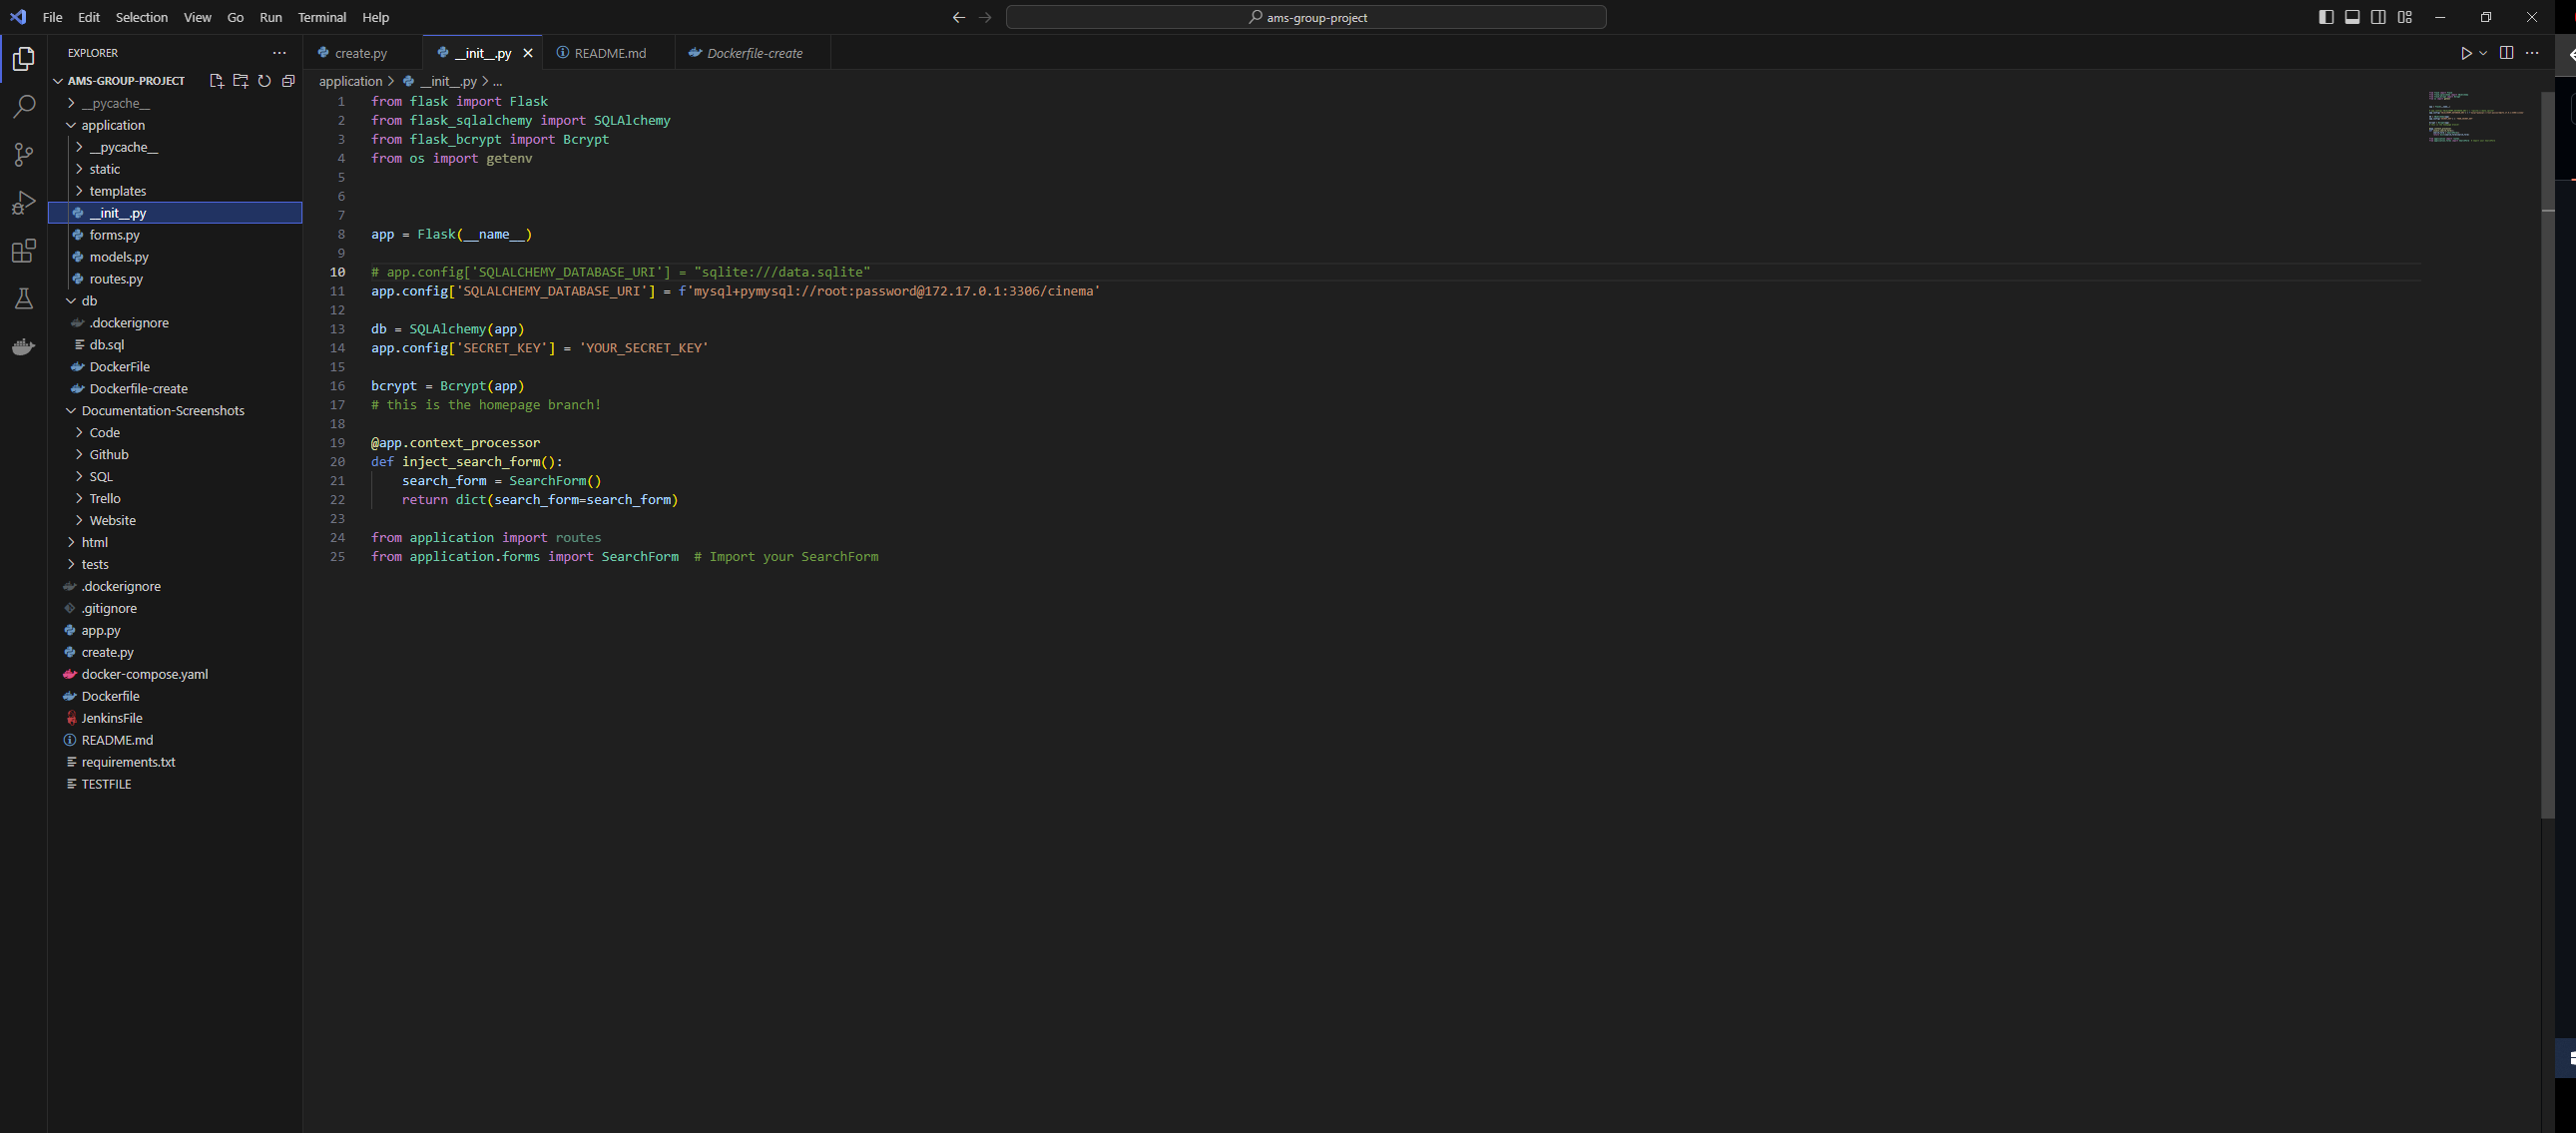 File Edit Selection View Go Run Terminal Help
ams-group-project
EXPLORER
AMS-GROUP-PROJECT
__pycache__
application
__pycache__
static
templates
__init__.py
forms.py
models.py
routes.py
db
.dockerignore
db.sql
DockerFile
Dockerfile-create
Documentation-Screenshots
Code
Github
SQL
Trello
Website
html
tests
.dockerignore
.gitignore
app.py
create.py
docker-compose.yaml
Dockerfile
JenkinsFile
README.md
requirements.txt
TESTFILE
create.py __init__.py README.md Dockerfile-create
application > __init__.py > ...
1 from flask import Flask
2 from flask_sqlalchemy import SQLAlchemy
3 from flask_bcrypt import Bcrypt
4 from os import getenv
5
6
7
8 app = Flask(__name__)
9
10 # app.config['SQLALCHEMY_DATABASE_URI'] = "sqlite:///data.sqlite"
11 app.config['SQLALCHEMY_DATABASE_URI'] = f'mysql+pymysql://root:password@172.17.0.1:3306/cinema'
12
13 db = SQLAlchemy(app)
14 app.config['SECRET_KEY'] = 'YOUR_SECRET_KEY'
15
16 bcrypt = Bcrypt(app)
17 # this is the homepage branch!
18
19 @app.context_processor
20 def inject_search_form():
21     search_form = SearchForm()
22     return dict(search_form=search_form)
23
24 from application import routes
25 from application.forms import SearchForm  # Import your SearchForm